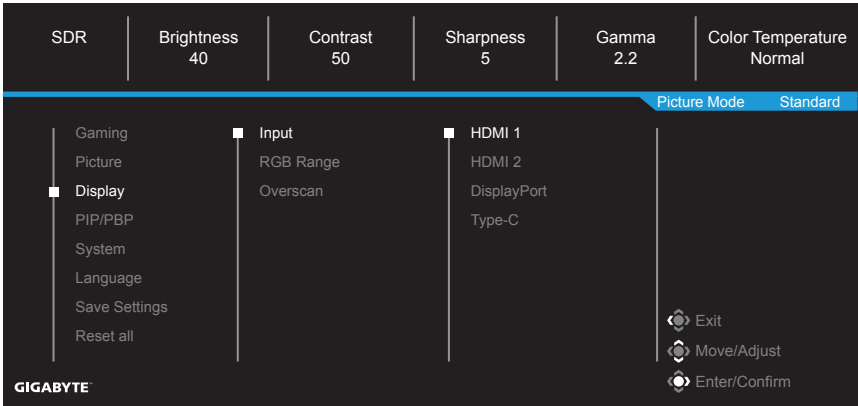 SDR Brightness Contrast Sharpness Gamma Color Temperature
40 50 5 2.2 Normal
Picture Mode Standard
Gaming Input HDMI 1
Picture RGB Range HDMI 2
Display Overscan DisplayPort
PIP/PBP Type-C
System
Language
Save Settings
Reset all
Exit
Move/Adjust
Enter/Confirm
GIGABYTE™